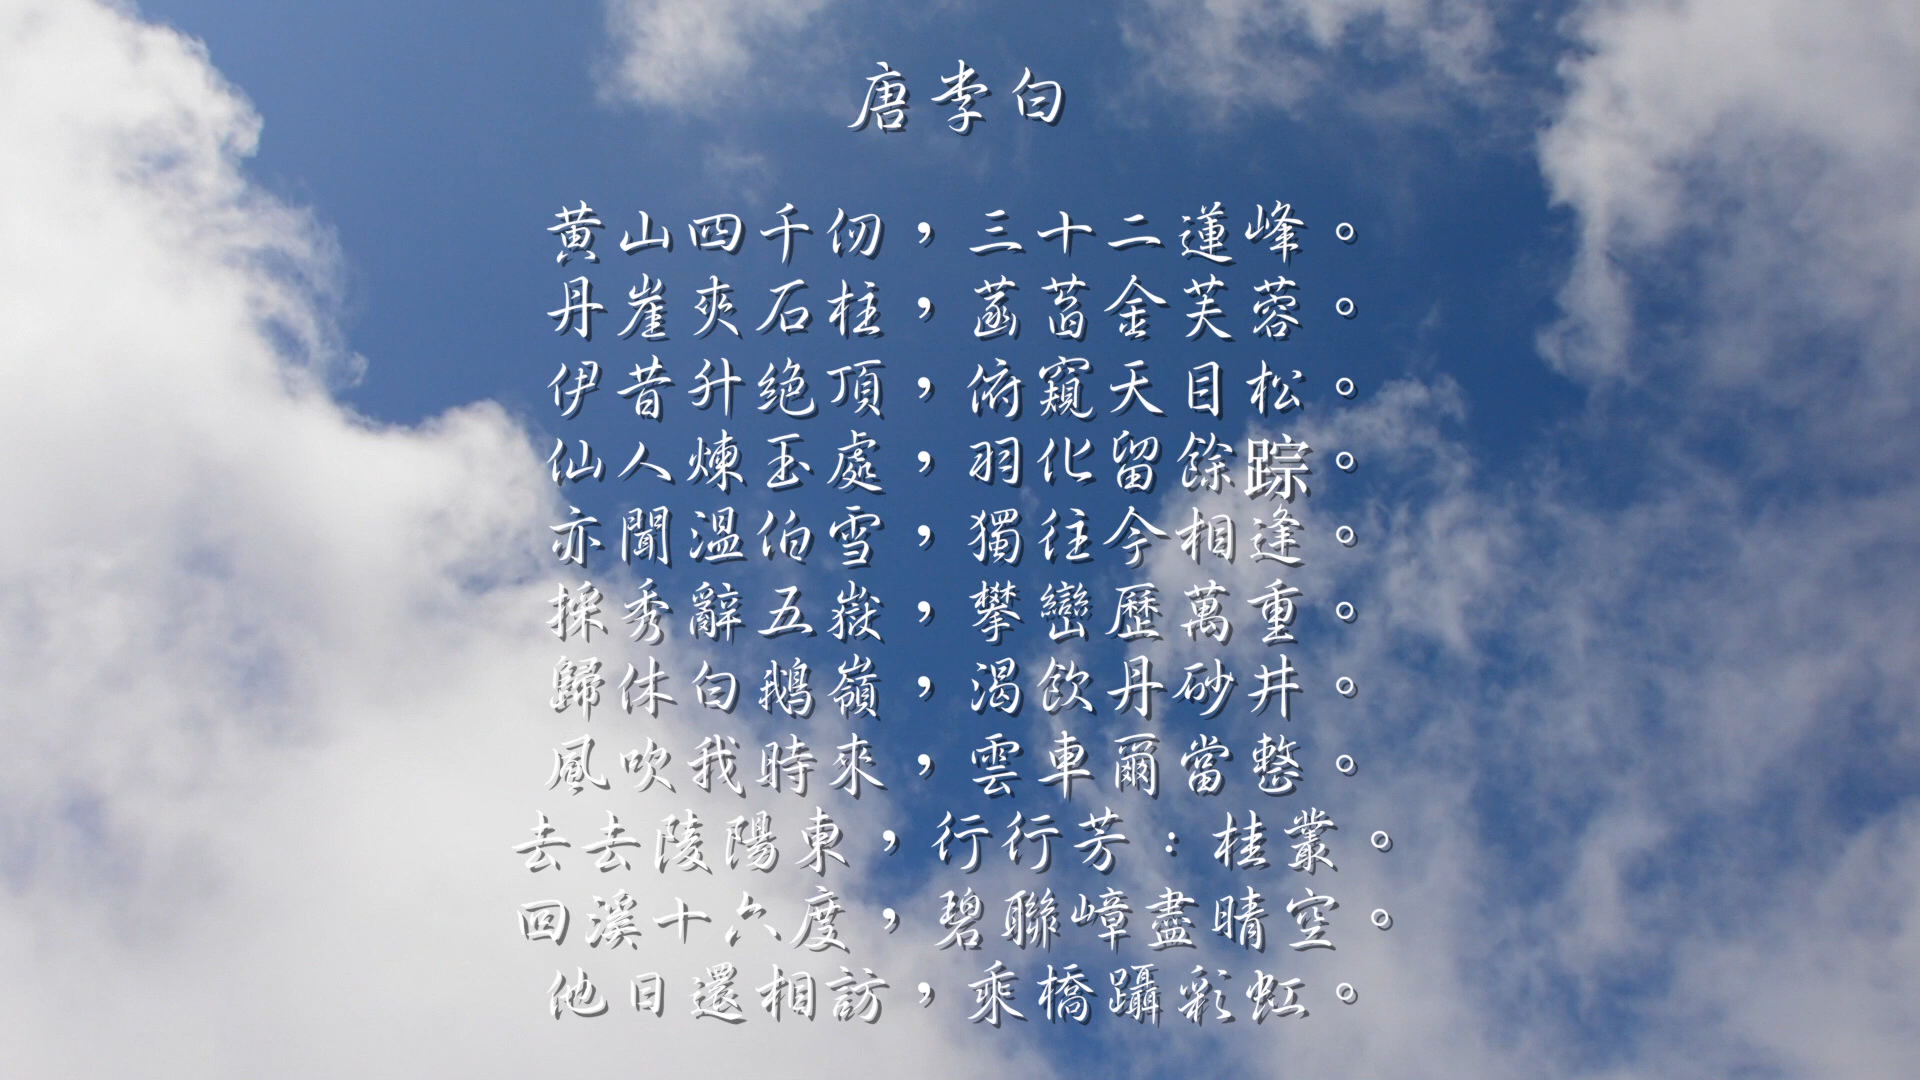 唐李白
黃山四千仞，三十二蓮峰。
丹崖夾石柱，菡萏金芙蓉。
伊昔升絕頂，俯窺天目松。
仙人煉玉處，羽化留餘踪。
亦聞溫伯雪，獨往今相逢。
採秀辭五嶽，攀巒歷萬重。
歸休白鵝嶺，渴飲丹砂井。
鳳吹我時來，雲車爾當整。
去去陵陽東，行行芳：桂叢。
回溪十六度，碧聯嶂盡晴空。
他日還相訪，乘橋躡彩虹。